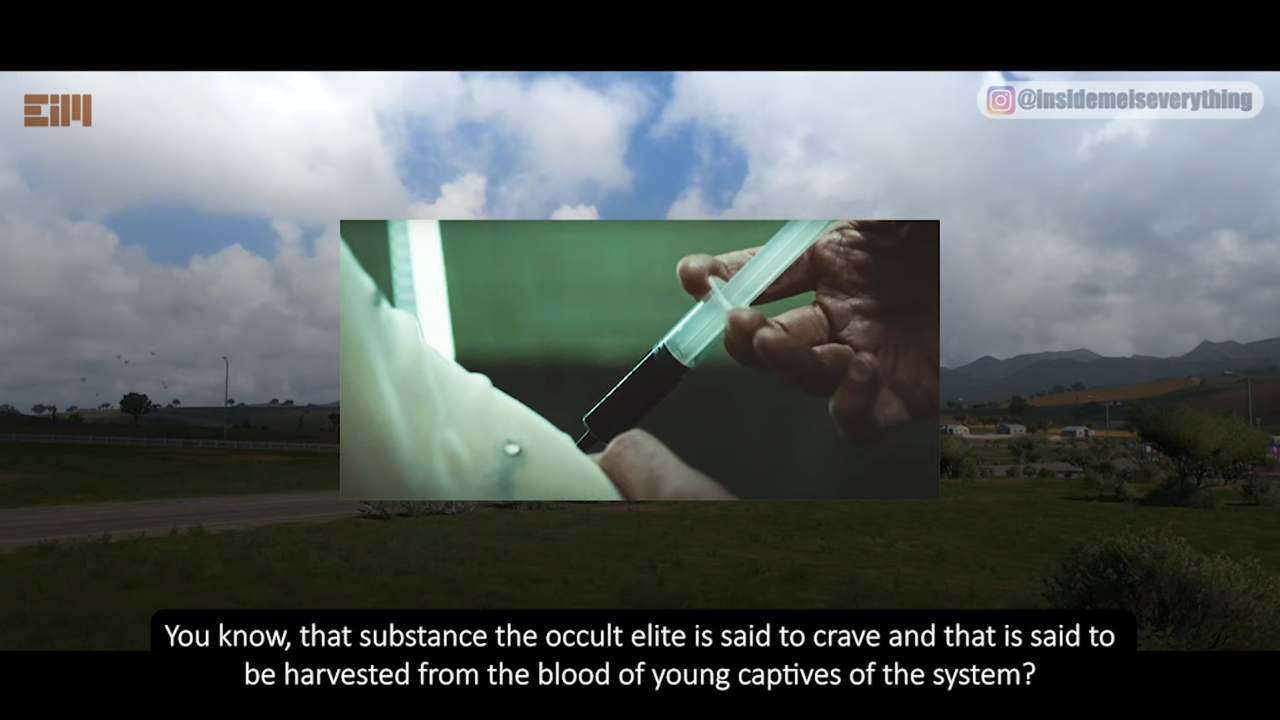 EiM
@insidemeiseverything
You know, that substance the occult elite is said to crave and that is said to
be harvested from the blood of young captives of the system?